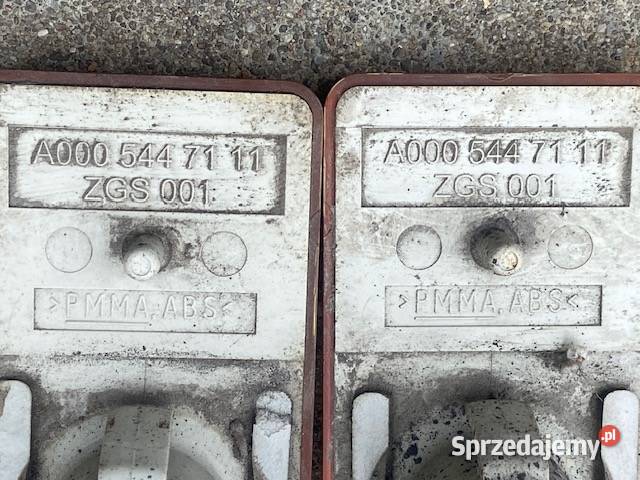 A000 544 71 11
ZGS 001
>PMMA,ABS<
A000 544 71 11
ZGS 001
>PMMA,ABS<
Sprzedajemy.pl